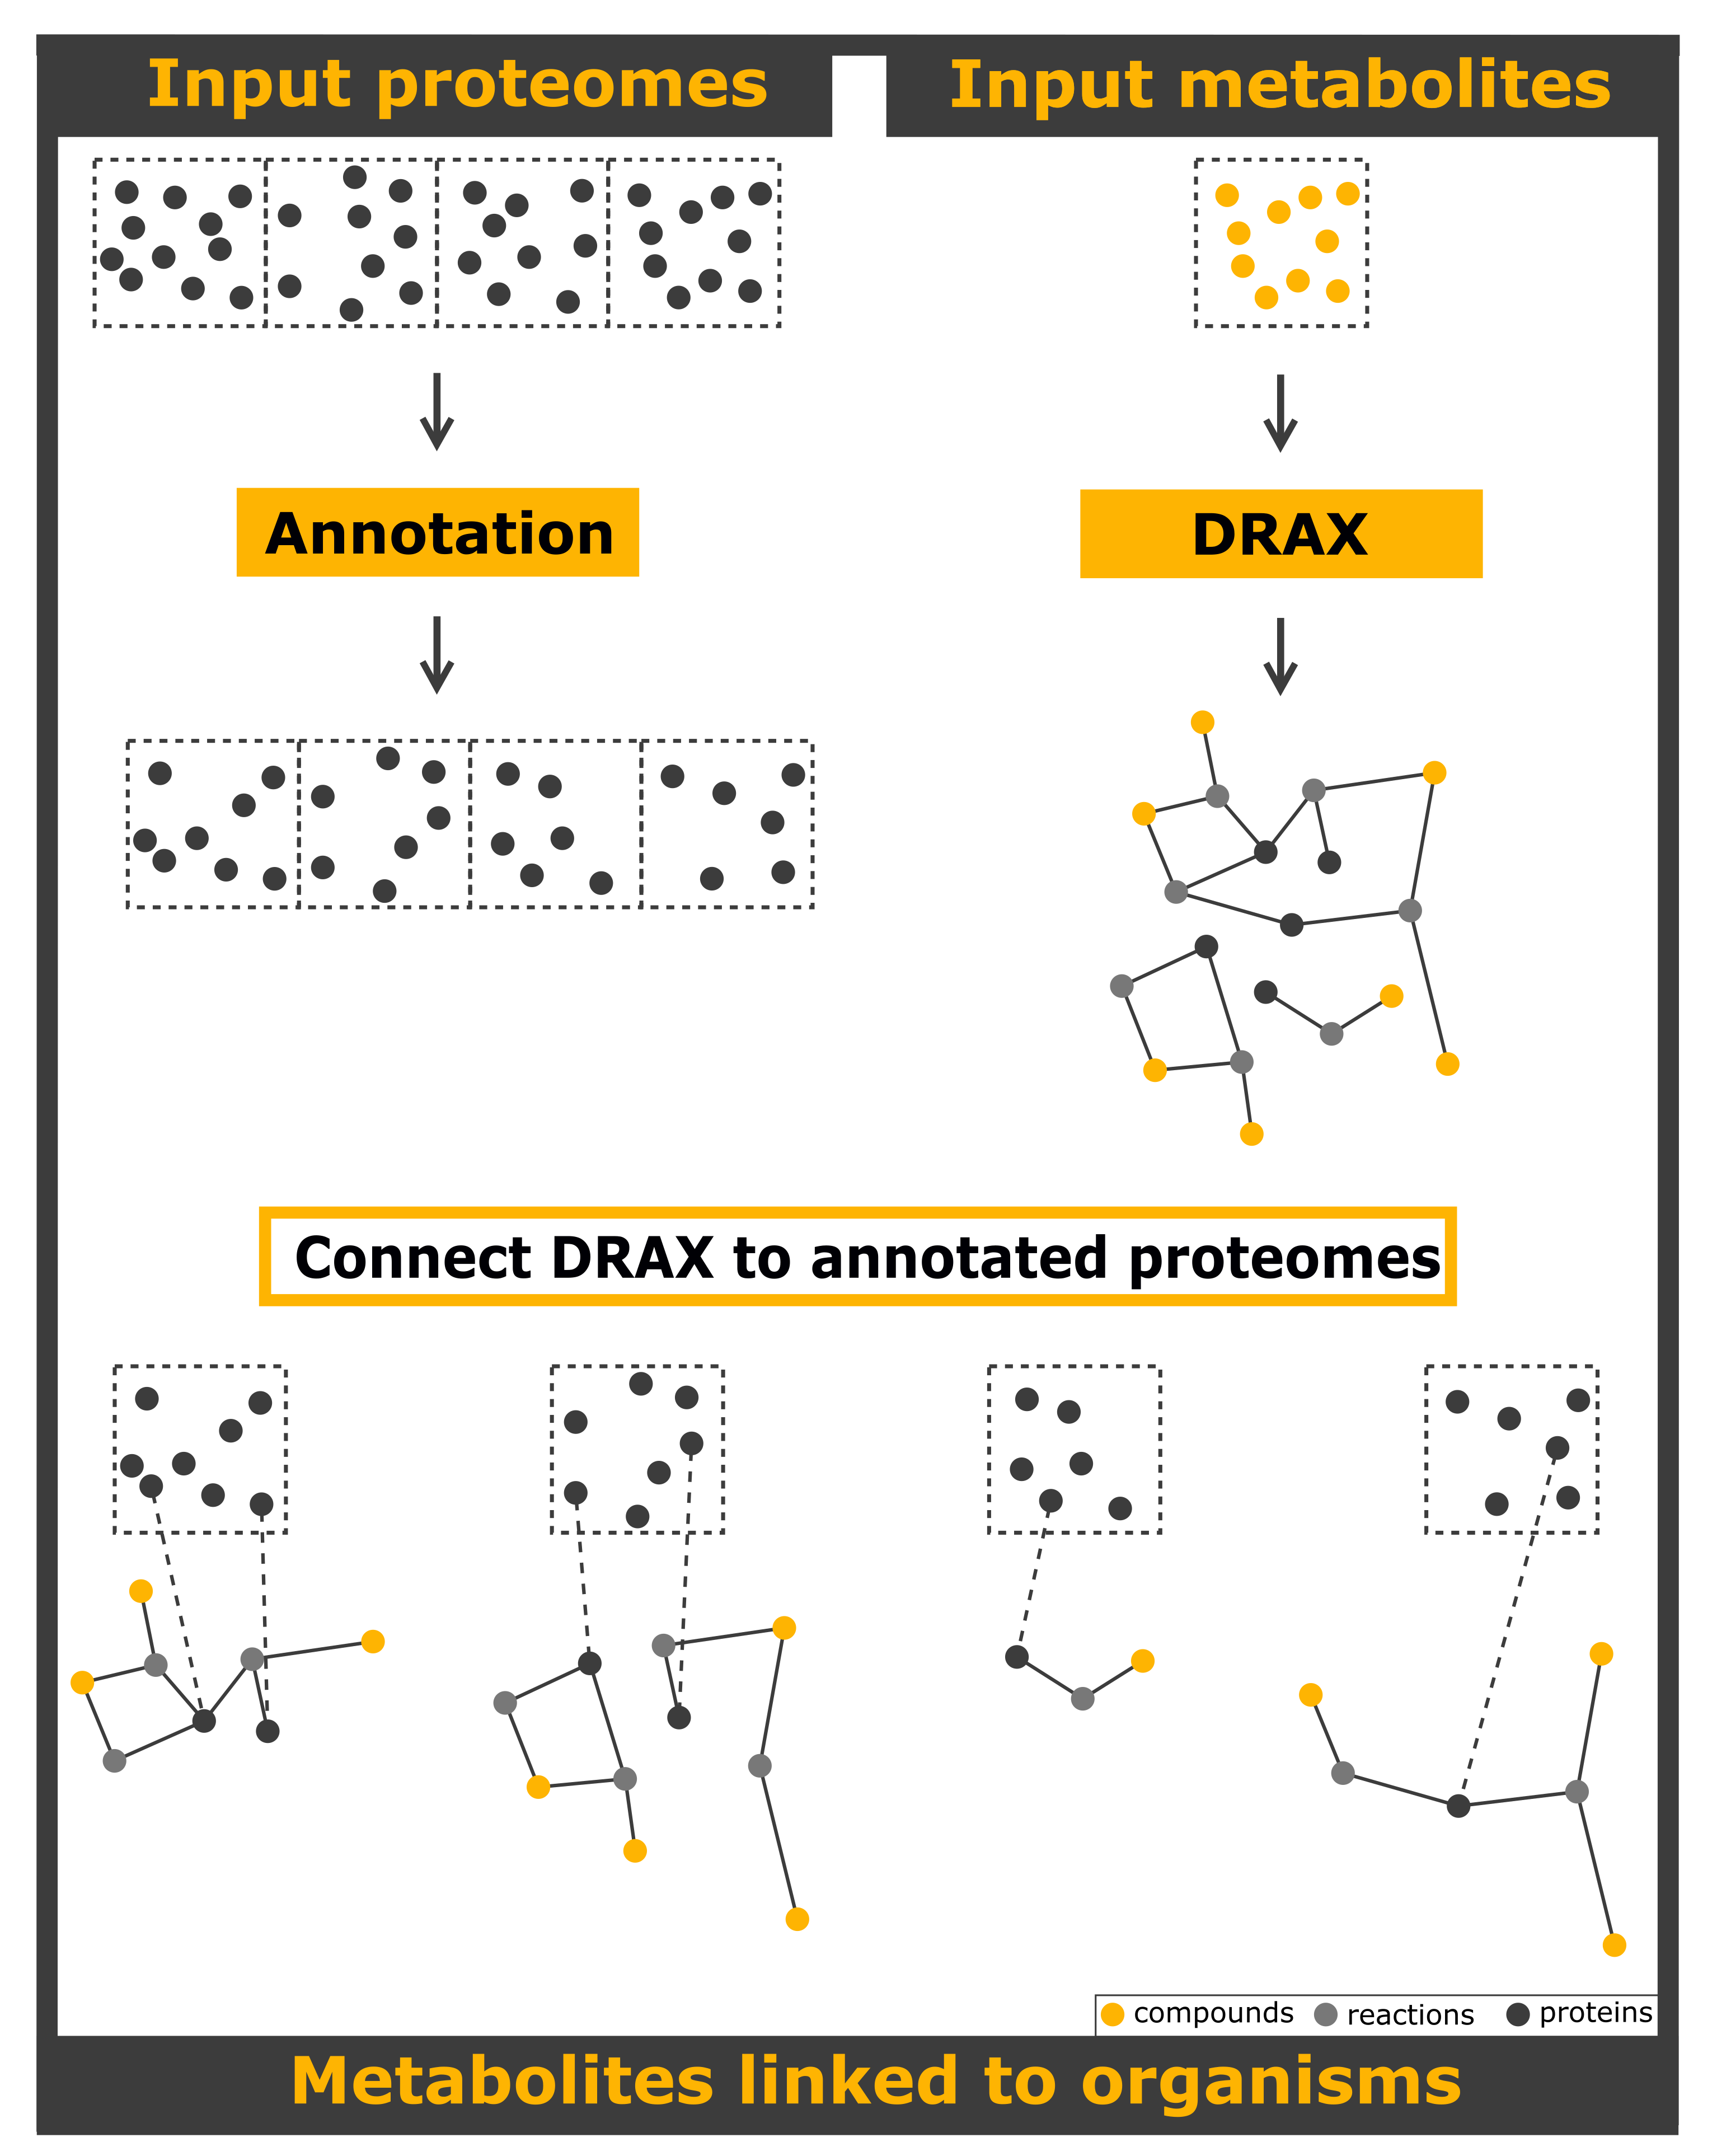 Input proteomes
Input metabolites
Annotation
DRAX
Connect DRAX to annotated proteomes
compounds
reactions
proteins
Metabolites linked to organisms